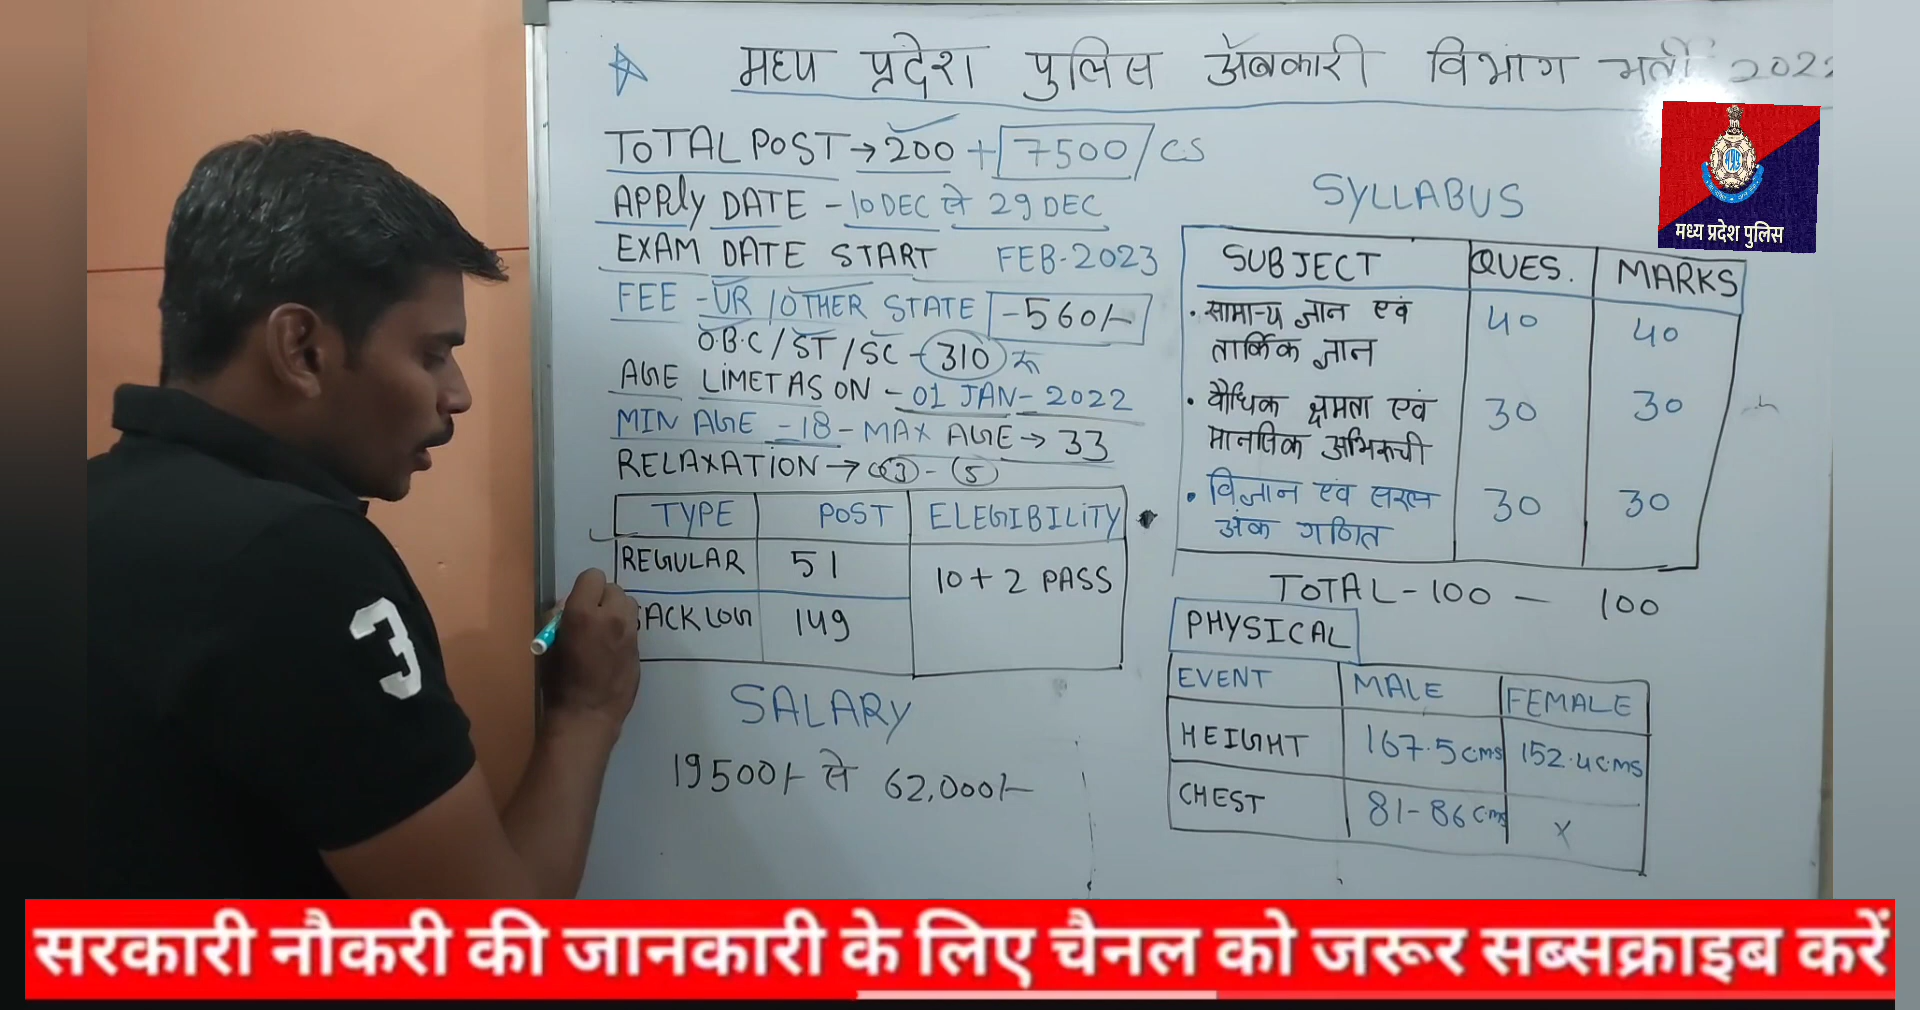 मध्य प्रदेश पुलिस अबकारी विभाग भर्ती 2022
TOTAL POST → 200 + 7500/ CS
APPLY DATE - 10 DEC से 29 DEC
EXAM DATE START FEB-2023
FEE - UR / OTHER STATE -560/-
O.B.C / ST / SC - 310 रु
AGE LIMET AS ON - 01 JAN - 2022
MIN AGE - 18 - MAX AGE → 33
RELAXATION → 3 - 5
TYPE POST ELEGIBILITY
REGULAR 51 10+2 PASS
BACKLOG 149
SALARY
19500/- से 62,000/-
मध्य प्रदेश पुलिस
SYLLABUS
SUBJECT QUES. MARKS
• सामान्य ज्ञान एवं 40 40
तार्किक ज्ञान
• बौधिक क्षमता एवं 30 30
मानसिक अभिरूची
• विज्ञान एवं सरल 30 30
अंक गणित
TOTAL - 100 - 100
PHYSICAL
EVENT MALE FEMALE
HEIGHT 167.5 cms 152.4 c.ms
CHEST 81-86 cms X
3
सरकारी नौकरी की जानकारी के लिए चैनल को जरूर सब्सक्राइब करें